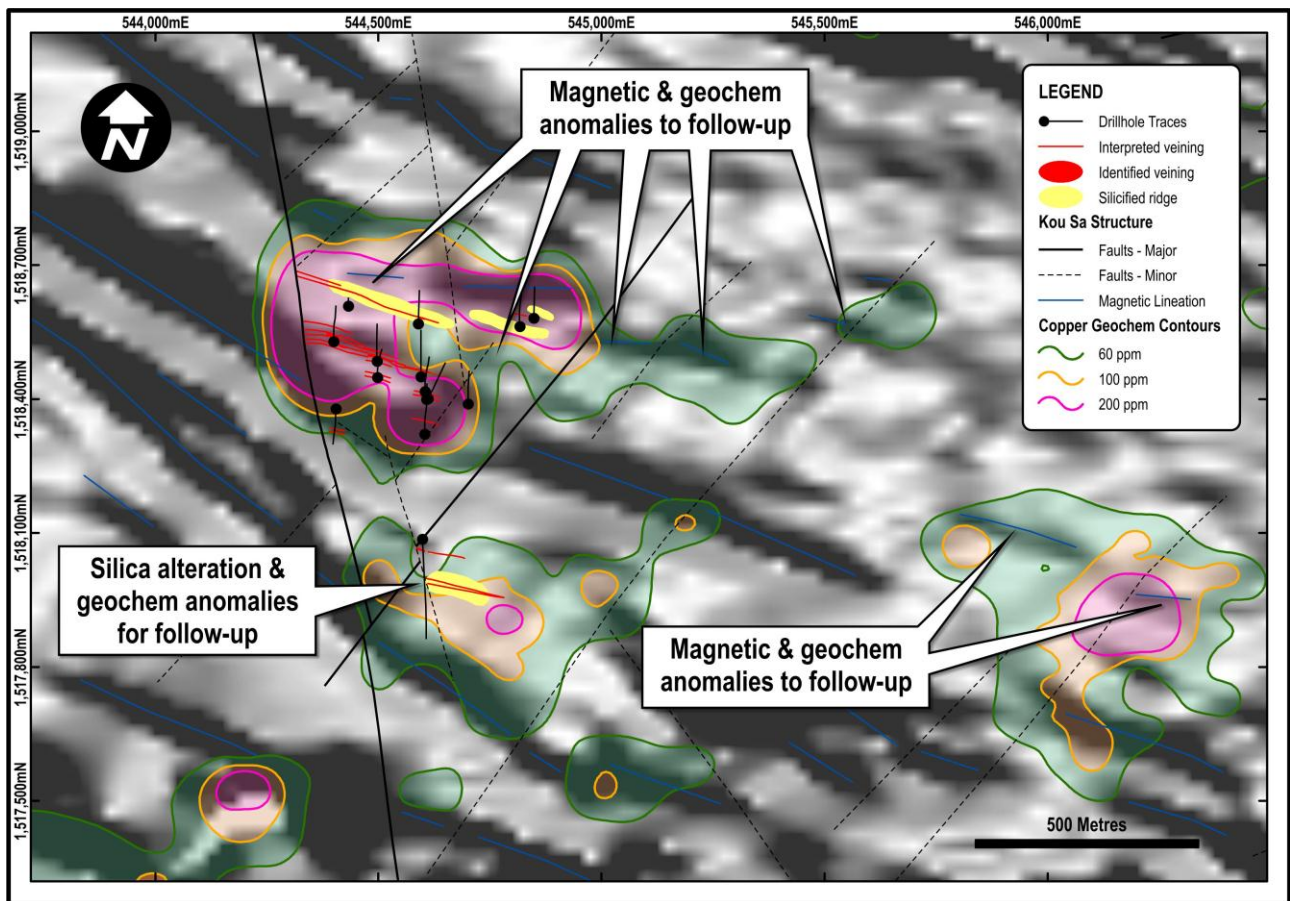 544,000mE
544,500mE
545,000mE
545,500mE
546,000mE
1,519,000mN
1,518,700mN
1,518,400mN
1,518,100mN
1,517,800mN
1,517,500mN
N
Magnetic & geochem
anomalies to follow-up
LEGEND
Drillhole Traces
Interpreted veining
Identified veining
Silicified ridge
Kou Sa Structure
Faults - Major
Faults - Minor
Magnetic Lineation
Copper Geochem Contours
60 ppm
100 ppm
200 ppm
Silica alteration &
geochem anomalies
for follow-up
Magnetic & geochem
anomalies to follow-up
500 Metres